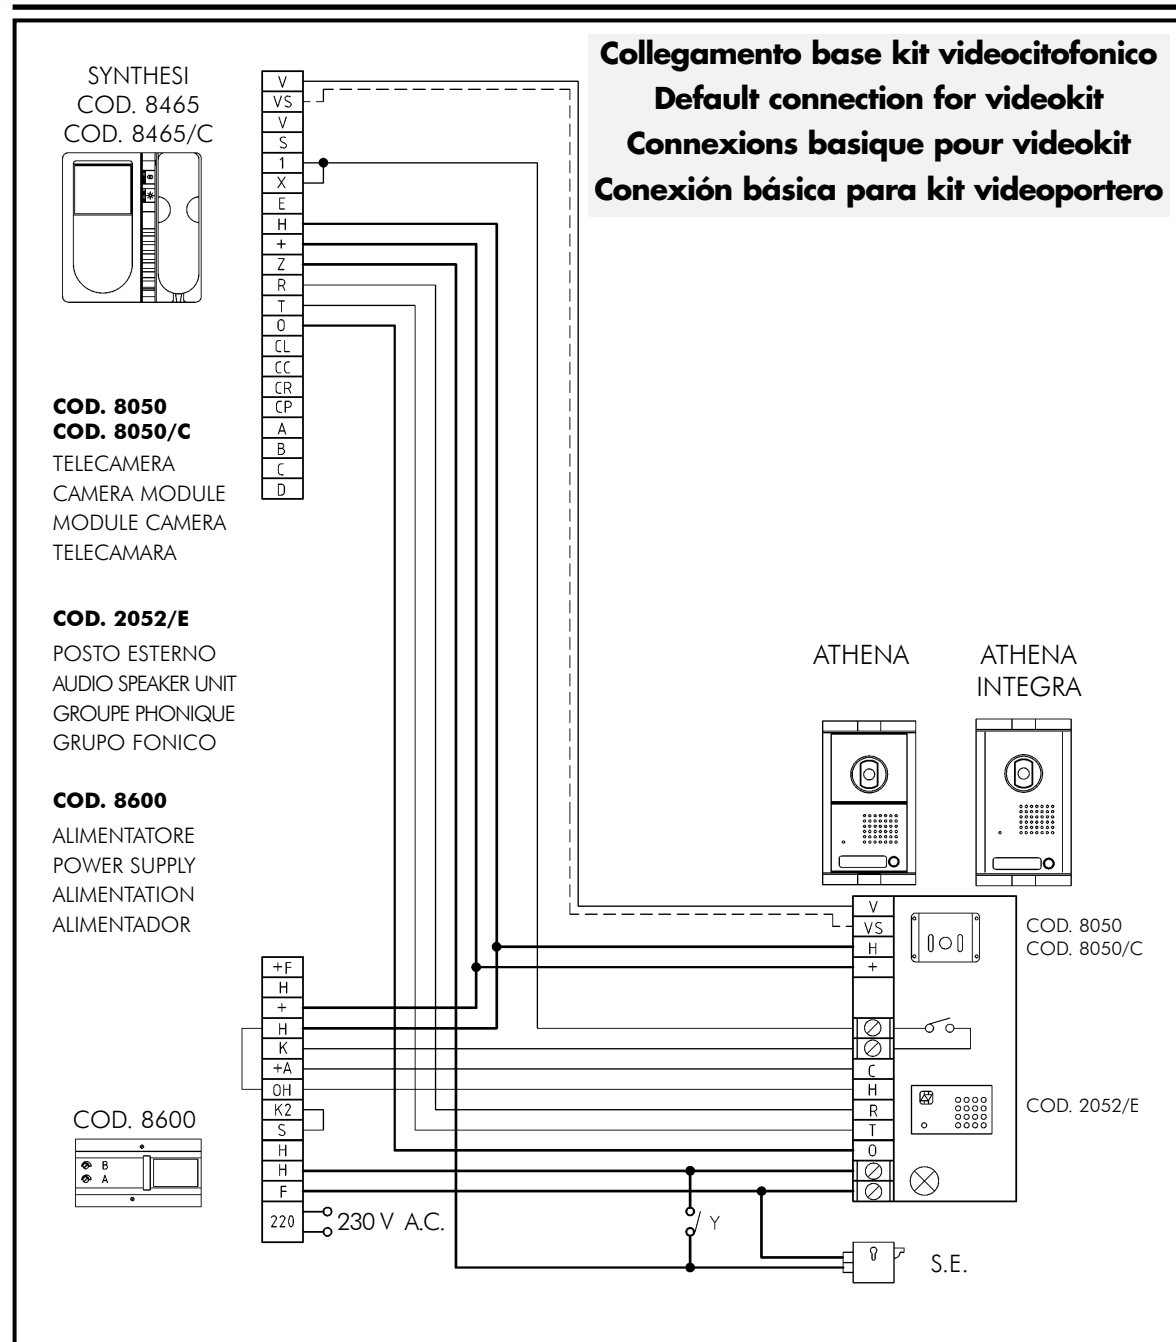 Collegamento base kit videocitofonico
Default connection for videokit
Connexions basique pour videokit
Conexión básica para kit videoportero
SYNTHESI
COD. 8465
COD. 8465/C
V
VS
V
S
1
X
E
H
+
Z
R
T
0
CL
CC
CR
CP
A
B
C
D
COD. 8050
COD. 8050/C
TELECAMERA
CAMERA MODULE
MODULE CAMERA
TELECAMARA
COD. 2052/E
POSTO ESTERNO
AUDIO SPEAKER UNIT
GROUPE PHONIQUE
GRUPO FONICO
COD. 8600
ALIMENTATORE
POWER SUPPLY
ALIMENTATION
ALIMENTADOR
ATHENA
ATHENA
INTEGRA
V
VS
H
+
C
H
R
T
0
COD. 8050
COD. 8050/C
COD. 2052/E
+F
H
+
H
K
+A
OH
K2
S
H
H
F
220
230 V A.C.
COD. 8600
B
A
Y
S.E.